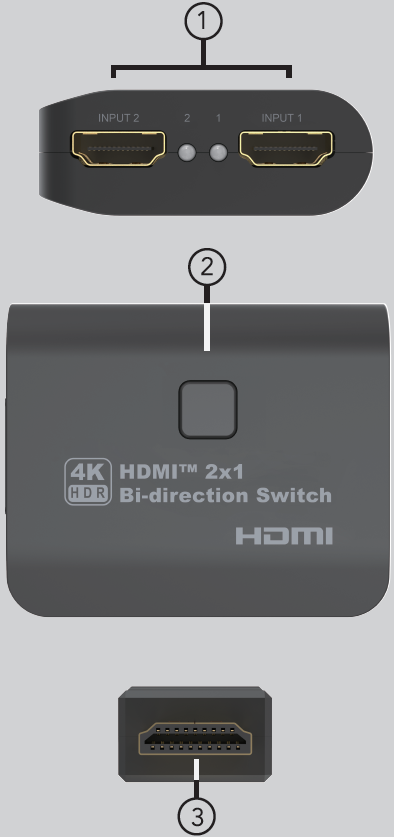 1
INPUT 2 2 1 INPUT 1
2
4K HDMI™ 2x1
HDR Bi-direction Switch
HDMI
3